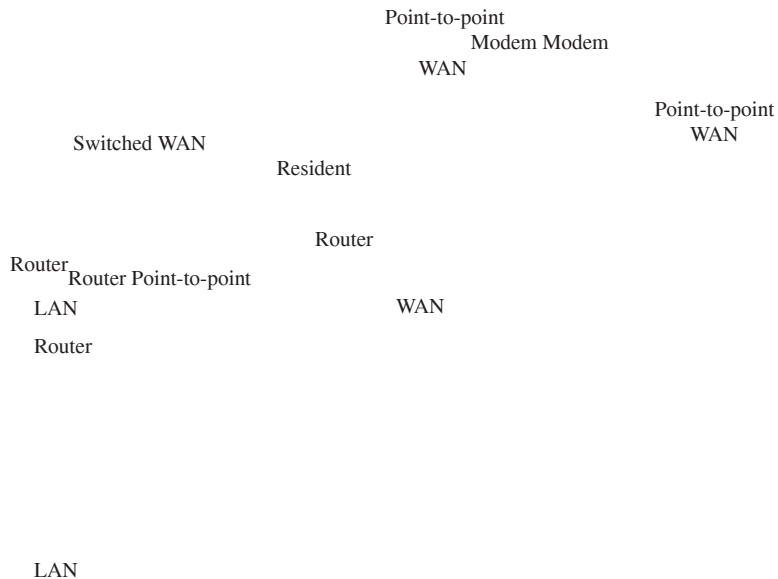 Point-to-point
Modem Modem
WAN
Point-to-point
WAN
Switched WAN
Resident
Router
Router
Router Point-to-point
LAN
WAN
Router
LAN